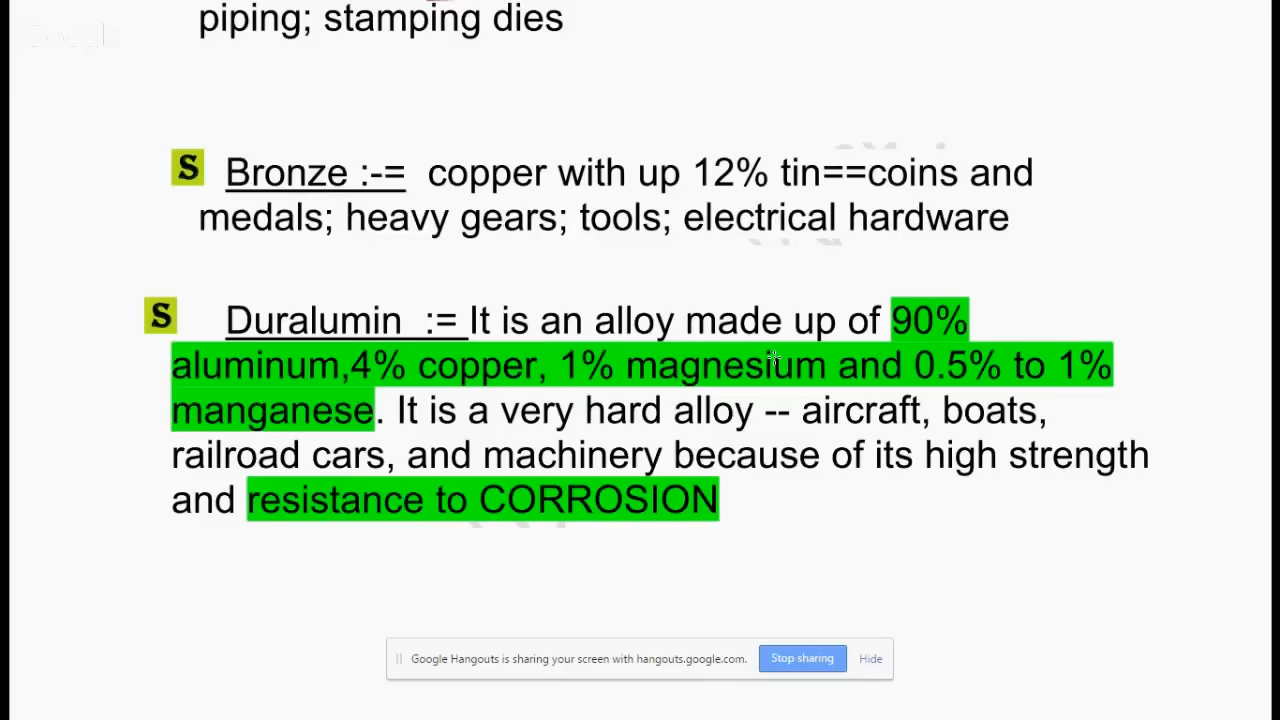 piping; stamping dies
Google
S Bronze :-= copper with up 12% tin==coins and
medals; heavy gears; tools; electrical hardware
S Duralumin := It is an alloy made up of 90%
aluminum,4% copper, 1% magnesium and 0.5% to 1%
manganese. It is a very hard alloy -- aircraft, boats,
railroad cars, and machinery because of its high strength
and resistance to CORROSION
Google Hangouts is sharing your screen with hangouts.google.com. Stop sharing Hide